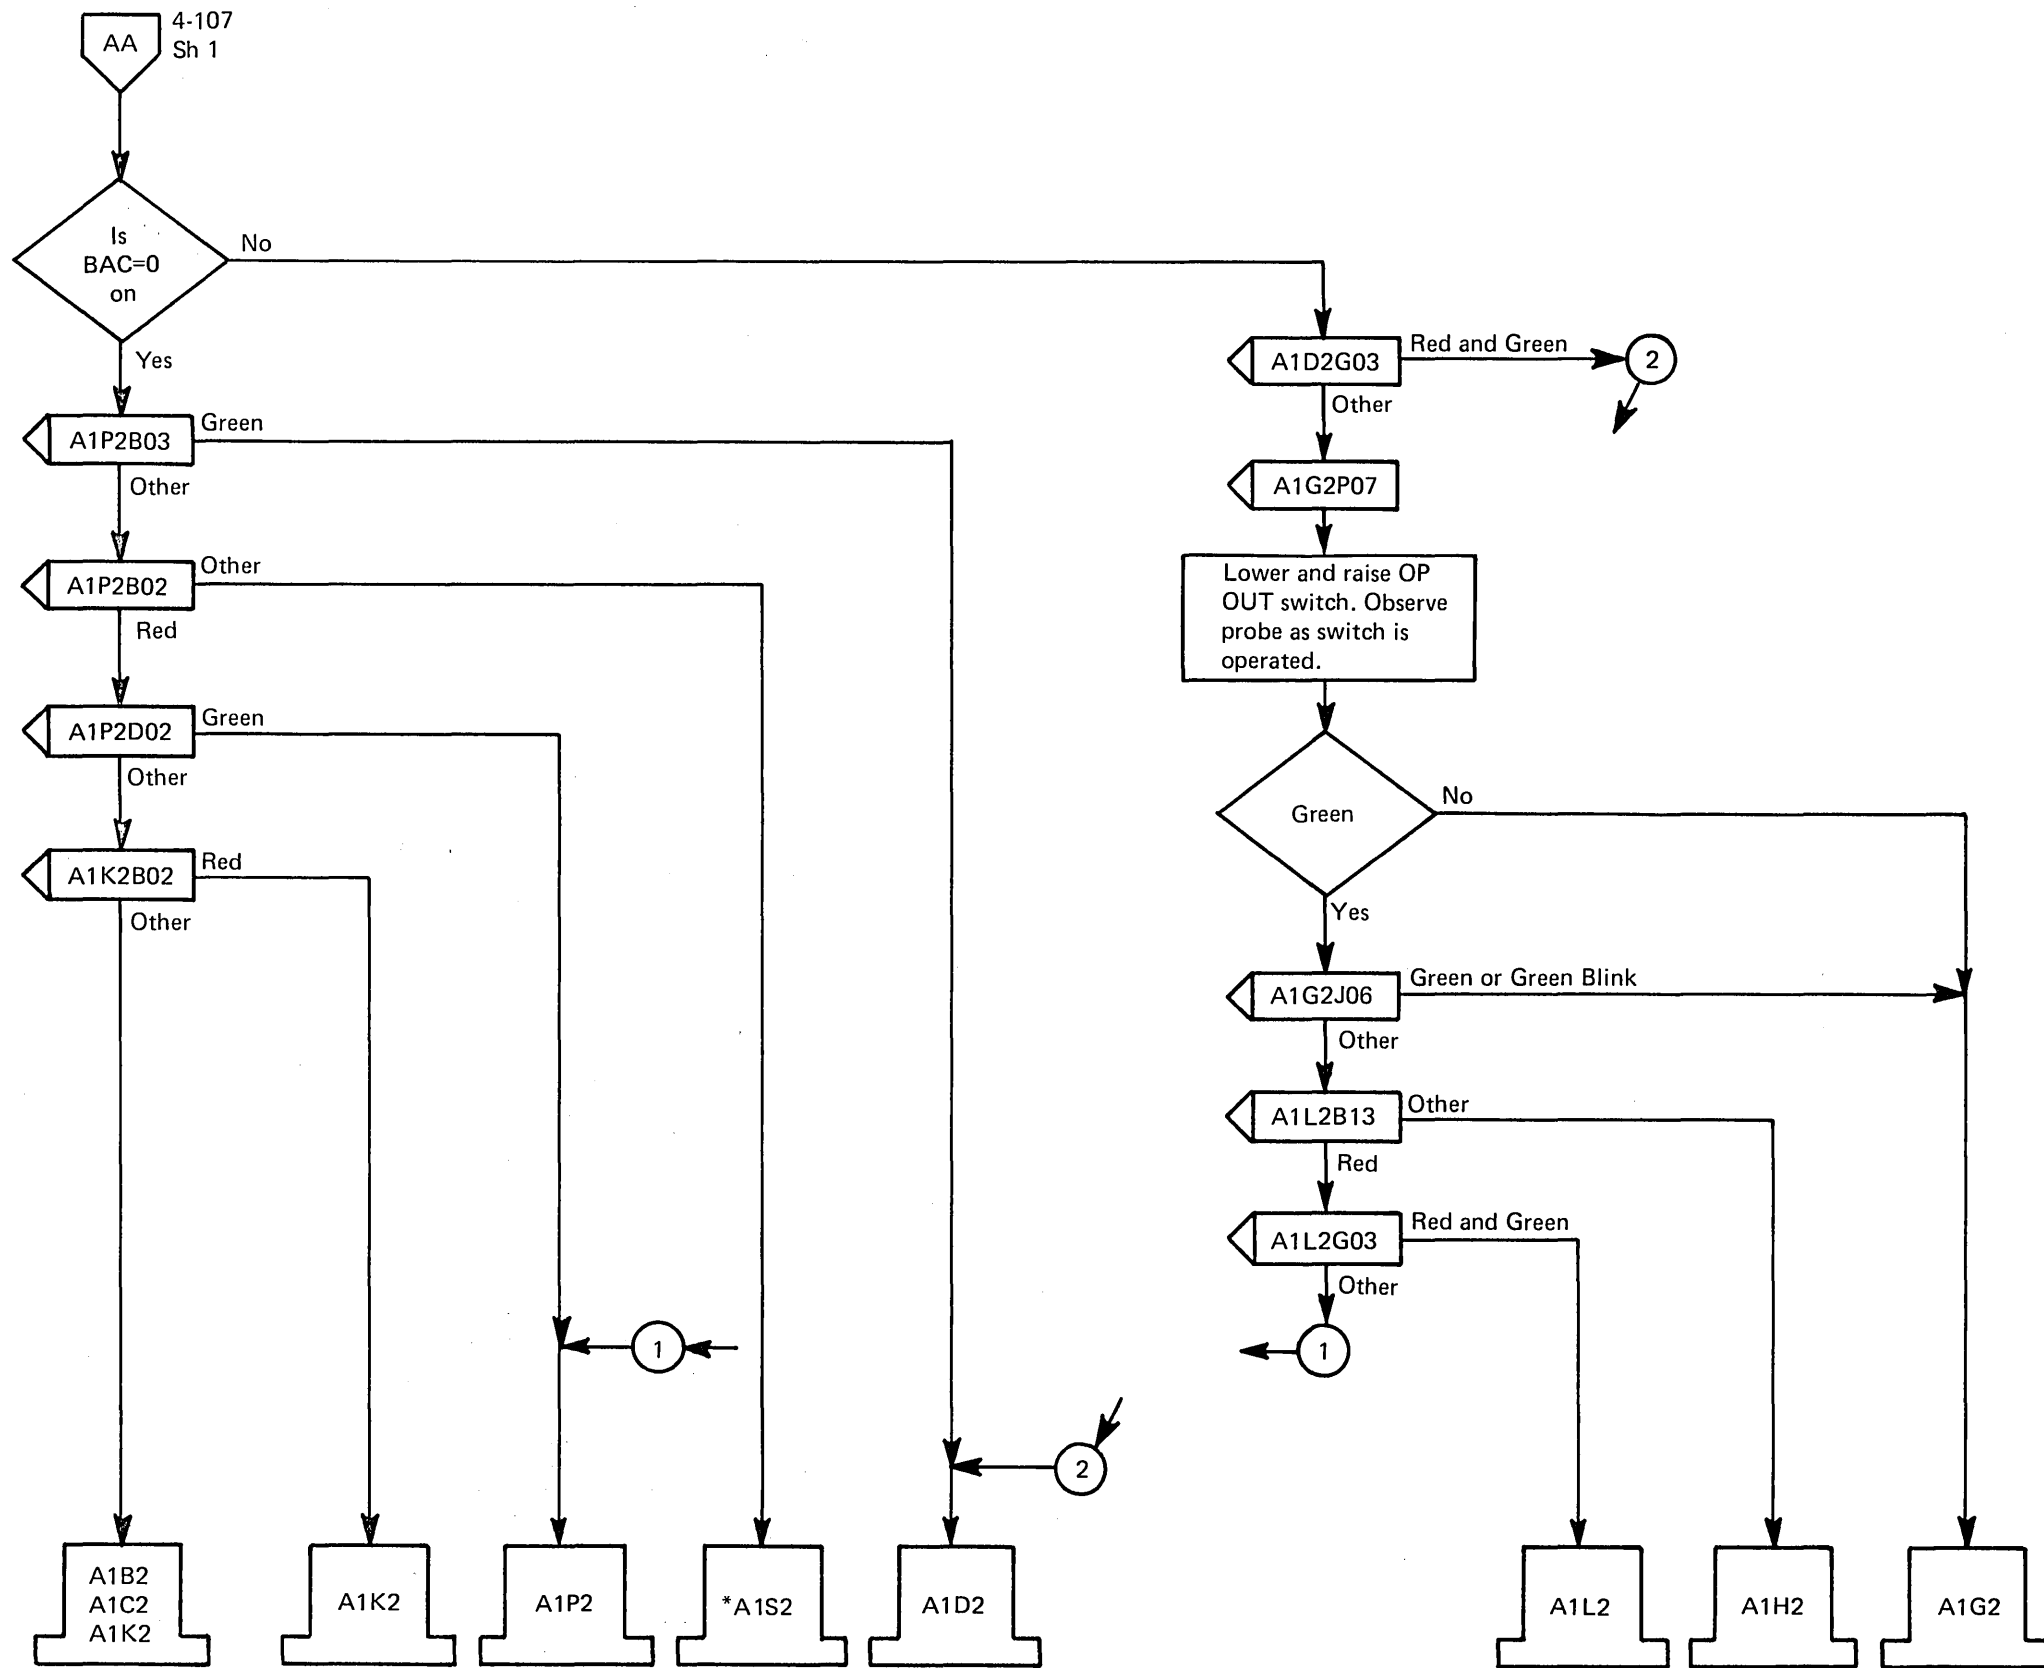 AA
4-107
Sh 1
Is
BAC=0
on
No
Yes
A1P2B03
Green
Other
A1P2B02
Other
Red
A1P2D02
Green
Other
A1K2B02
Red
Other
1
2
A1B2
A1C2
A1K2
A1K2
A1P2
*A1S2
A1D2
A1D2G03
Red and Green
2
Other
A1G2P07
Lower and raise OP
OUT switch. Observe
probe as switch is
operated.
Green
No
Yes
A1G2J06
Green or Green Blink
Other
A1L2B13
Other
Red
A1L2G03
Red and Green
Other
1
A1L2
A1H2
A1G2